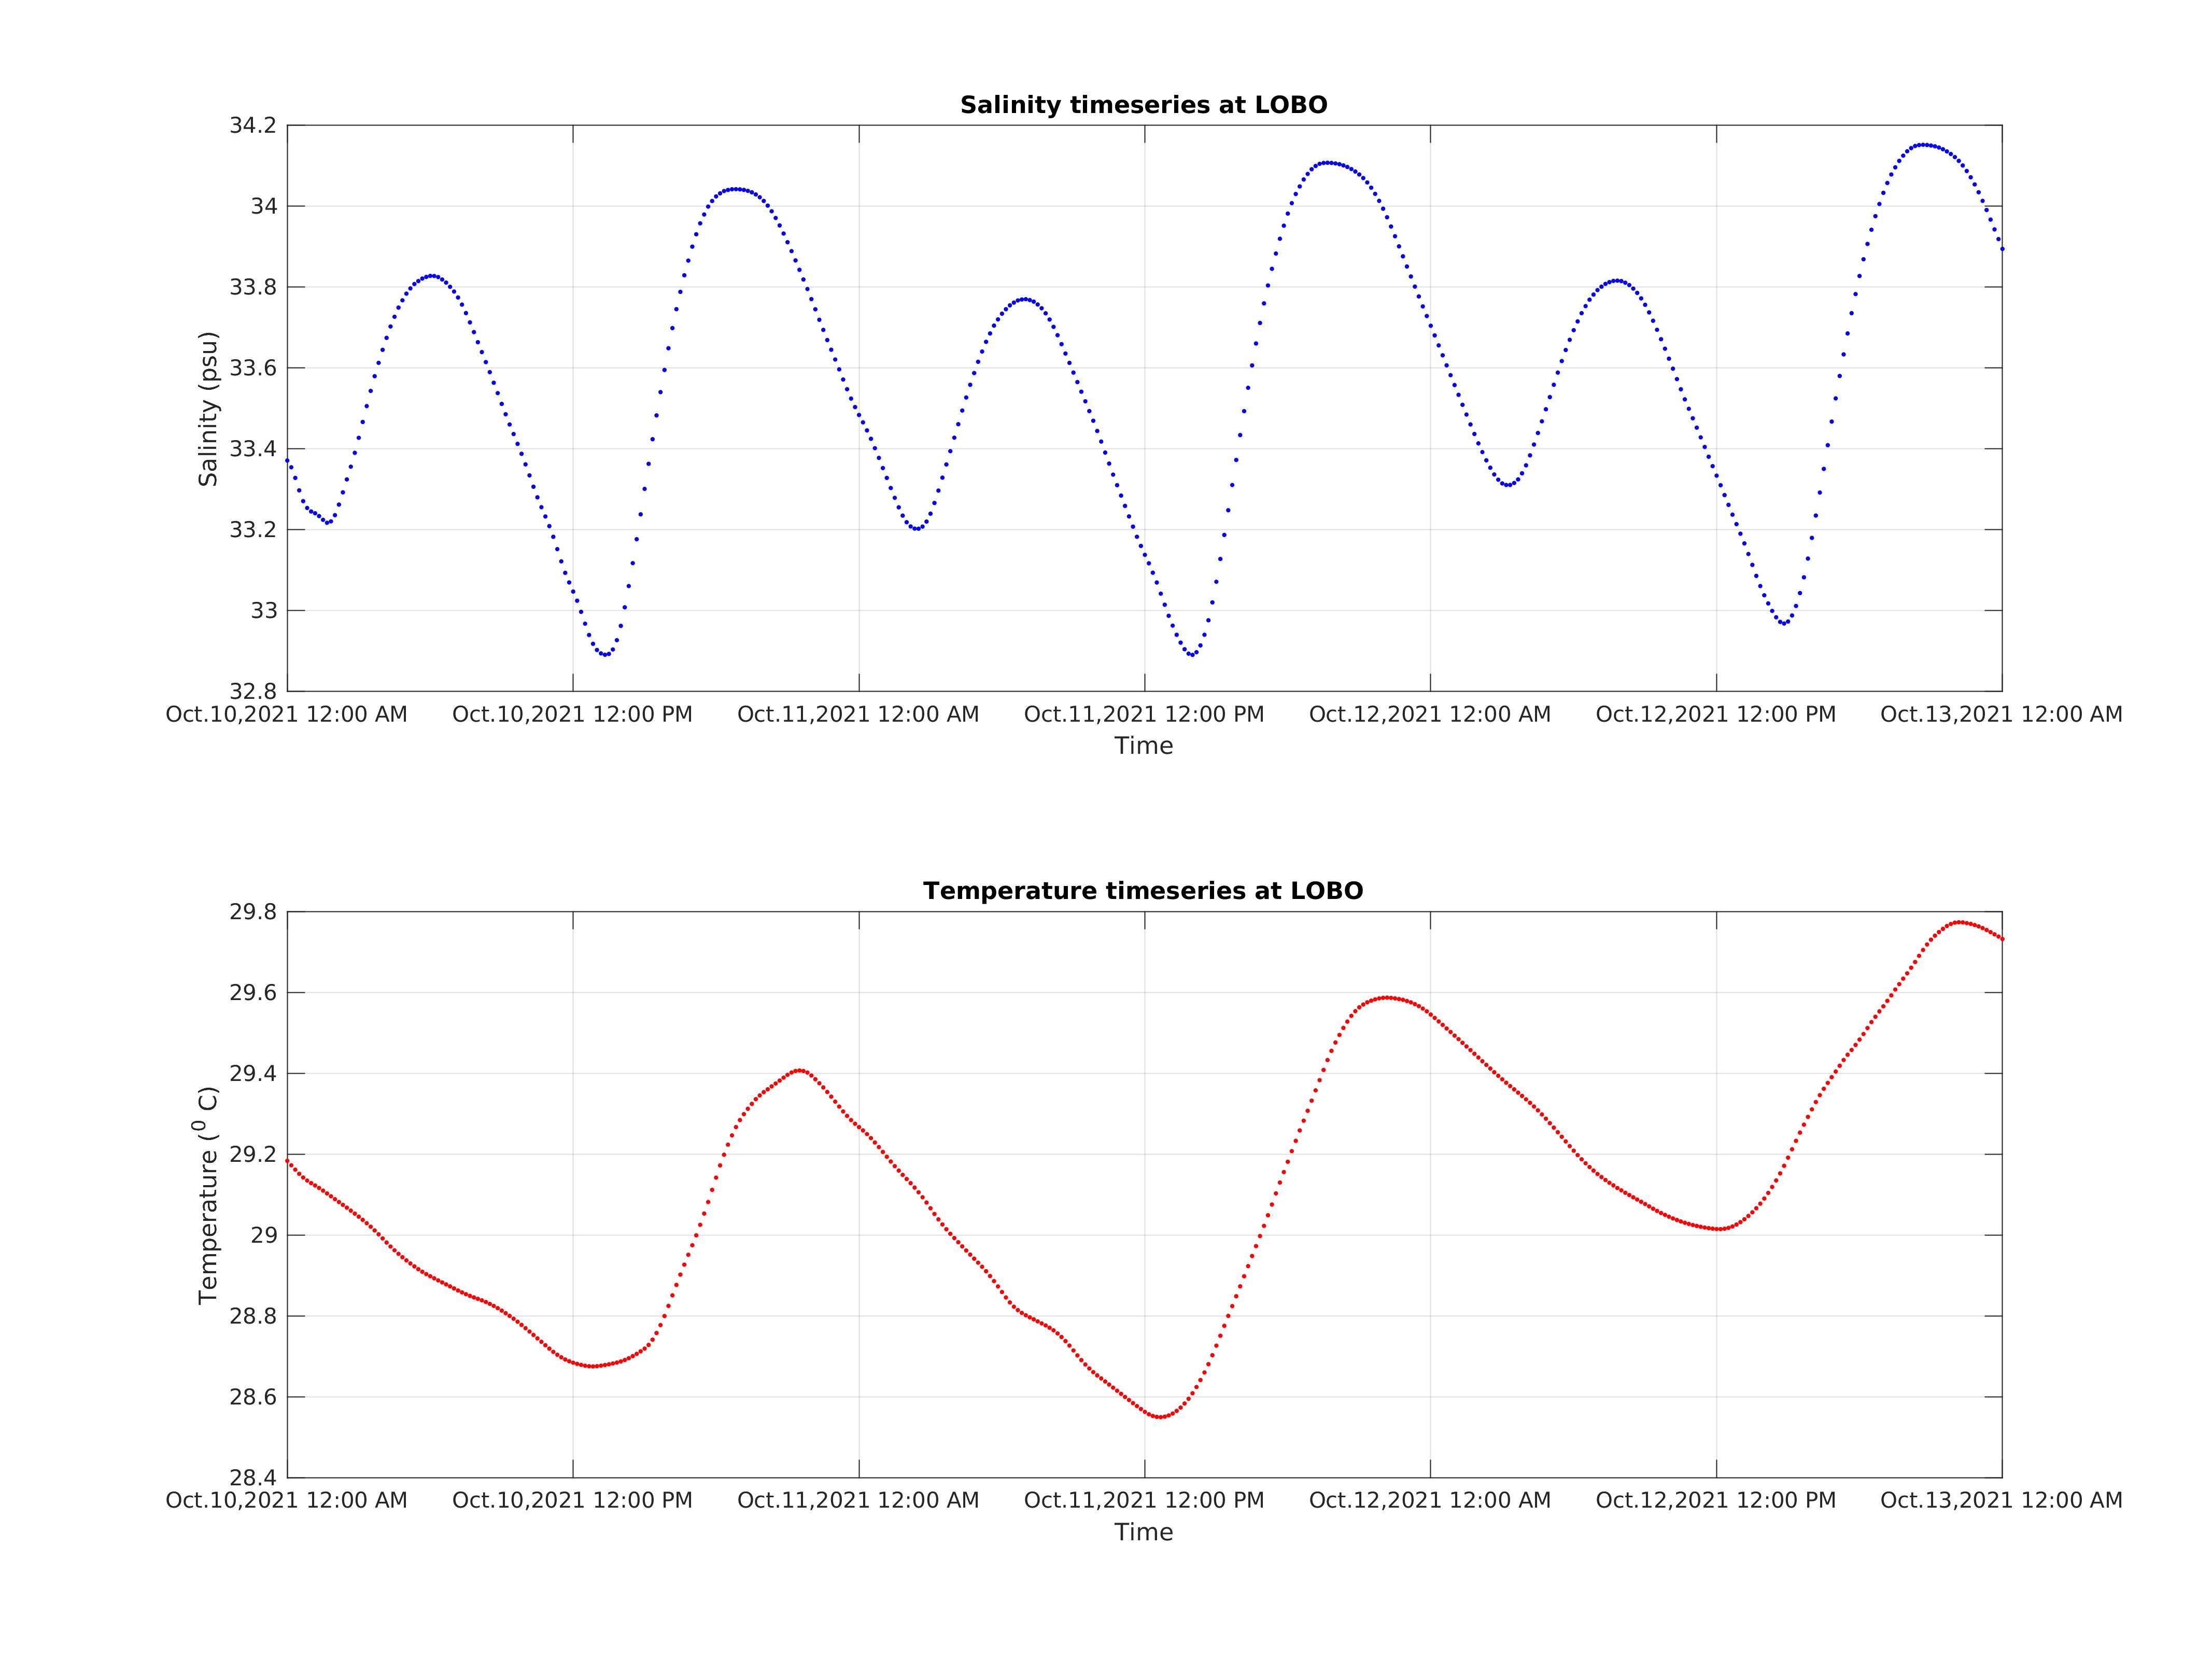 Salinity timeseries at LOBO
34.2
34
33.8
33.6
33.4
33.2
33
32.8
Salinity (psu)
Oct.10,2021 12:00 AM Oct.10,2021 12:00 PM Oct.11,2021 12:00 AM Oct.11,2021 12:00 PM Oct.12,2021 12:00 AM Oct.12,2021 12:00 PM Oct.13,2021 12:00 AM
Time
Temperature timeseries at LOBO
29.8
29.6
29.4
29.2
29
28.8
28.6
28.4
Temperature (⁰ C)
Oct.10,2021 12:00 AM Oct.10,2021 12:00 PM Oct.11,2021 12:00 AM Oct.11,2021 12:00 PM Oct.12,2021 12:00 AM Oct.12,2021 12:00 PM Oct.13,2021 12:00 AM
Time